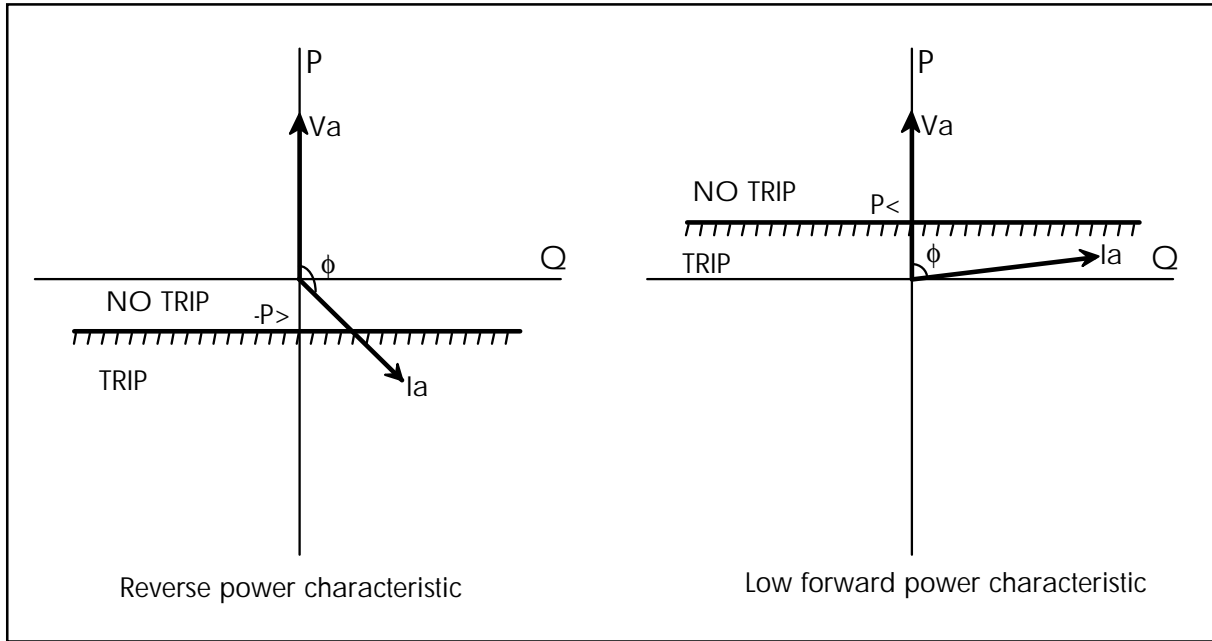 P
Va
Q
ϕ
NO TRIP
-P>
TRIP
Ia
Reverse power characteristic
P
Va
NO TRIP
P<
TRIP
ϕ
Ia
Q
Low forward power characteristic